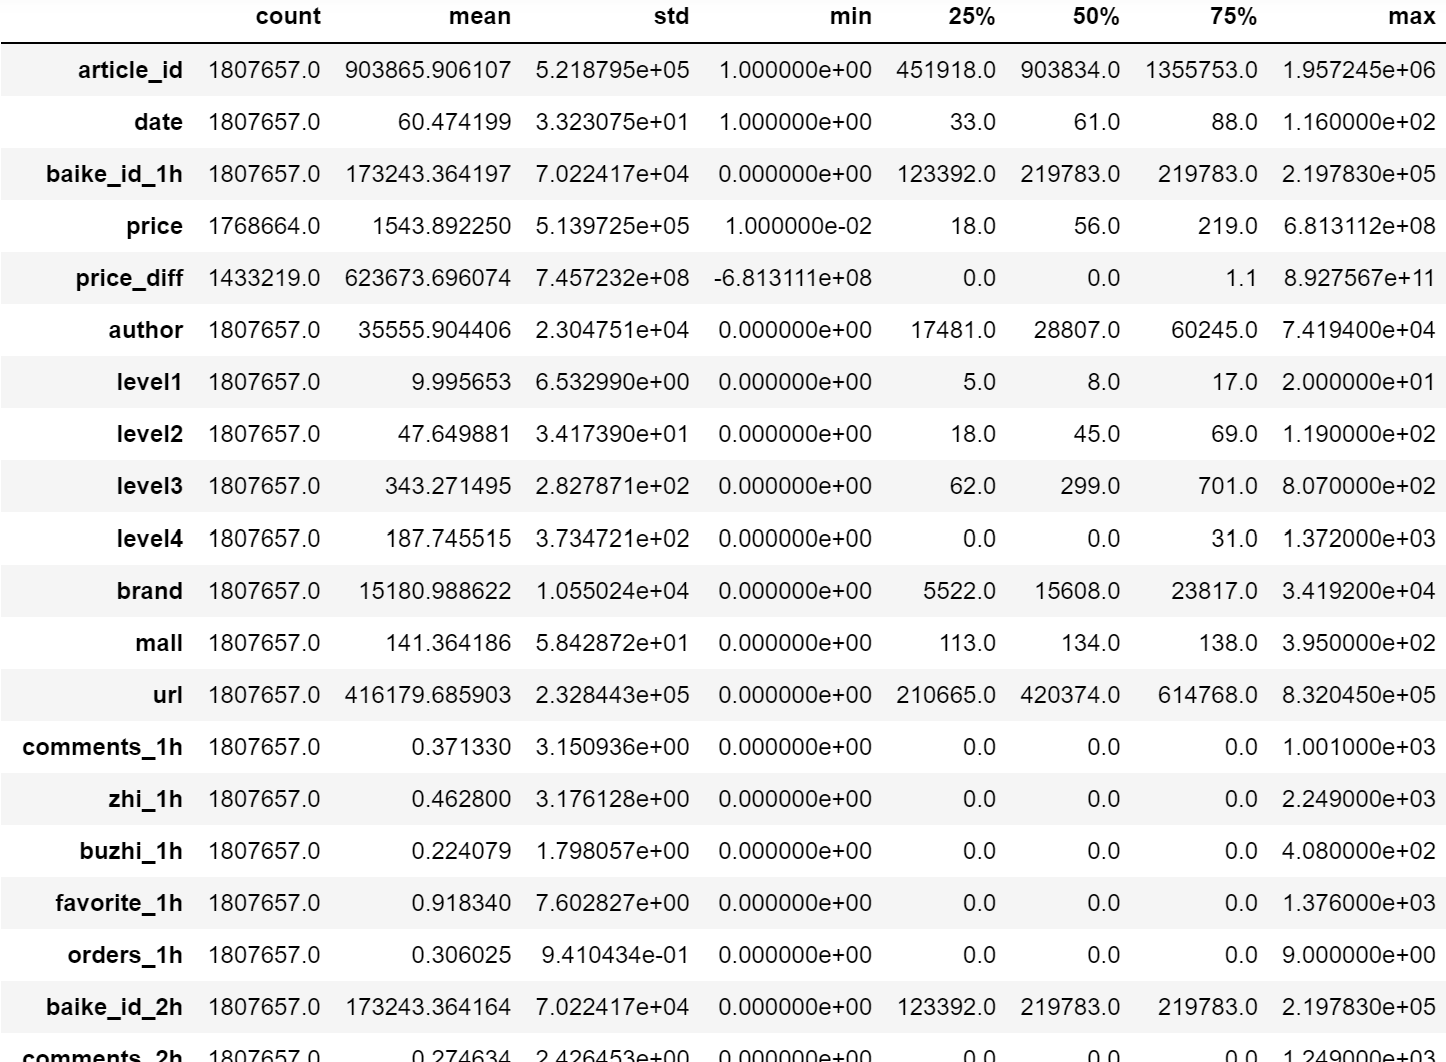 count mean std min 25% 50% 75% max
article_id 1807657.0 903865.906107 5.218795e+05 1.000000e+00 451918.0 903834.0 1355753.0 1.957245e+06
date 1807657.0 60.474199 3.323075e+01 1.000000e+00 33.0 61.0 88.0 1.160000e+02
baike_id_1h 1807657.0 173243.364197 7.022417e+04 0.000000e+00 123392.0 219783.0 219783.0 2.197830e+05
price 1768664.0 1543.892250 5.139725e+05 1.000000e-02 18.0 56.0 219.0 6.813112e+08
price_diff 1433219.0 623673.696074 7.457232e+08 -6.813111e+08 0.0 0.0 1.1 8.927567e+11
author 1807657.0 35555.904406 2.304751e+04 0.000000e+00 17481.0 28807.0 60245.0 7.419400e+04
level1 1807657.0 9.995653 6.532990e+00 0.000000e+00 5.0 8.0 17.0 2.000000e+01
level2 1807657.0 47.649881 3.417390e+01 0.000000e+00 18.0 45.0 69.0 1.190000e+02
level3 1807657.0 343.271495 2.827871e+02 0.000000e+00 62.0 299.0 701.0 8.070000e+02
level4 1807657.0 187.745515 3.734721e+02 0.000000e+00 0.0 0.0 31.0 1.372000e+03
brand 1807657.0 15180.988622 1.055024e+04 0.000000e+00 5522.0 15608.0 23817.0 3.419200e+04
mall 1807657.0 141.364186 5.842872e+01 0.000000e+00 113.0 134.0 138.0 3.950000e+02
url 1807657.0 416179.685903 2.328443e+05 0.000000e+00 210665.0 420374.0 614768.0 8.320450e+05
comments_1h 1807657.0 0.371330 3.150936e+00 0.000000e+00 0.0 0.0 0.0 1.001000e+03
zhi_1h 1807657.0 0.462800 3.176128e+00 0.000000e+00 0.0 0.0 0.0 2.249000e+03
buzhi_1h 1807657.0 0.224079 1.798057e+00 0.000000e+00 0.0 0.0 0.0 4.080000e+02
favorite_1h 1807657.0 0.918340 7.602827e+00 0.000000e+00 0.0 0.0 0.0 1.376000e+03
orders_1h 1807657.0 0.306025 9.410434e-01 0.000000e+00 0.0 0.0 0.0 9.000000e+00
baike_id_2h 1807657.0 173243.364164 7.022417e+04 0.000000e+00 123392.0 219783.0 219783.0 2.197830e+05
comments_2h 1807657.0 0.274634 2.426453e+00 0.000000e+00 0.0 0.0 0.0 1.249000e+03